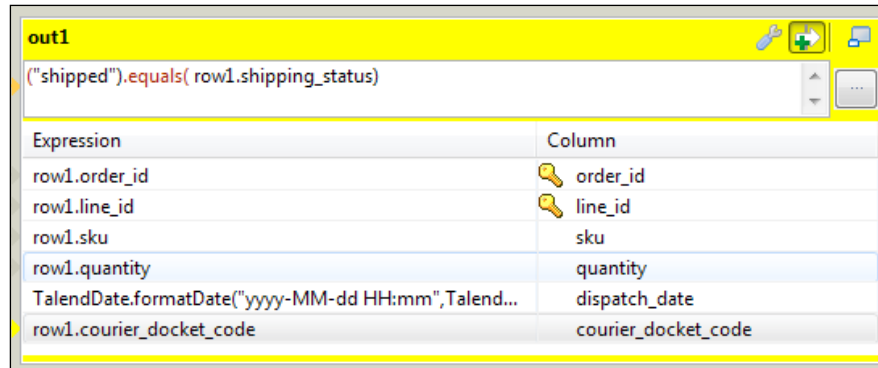 out1
("shipped").equals( row1.shipping_status)
...
Expression Column
row1.order_id order_id
row1.line_id line_id
row1.sku sku
row1.quantity quantity
TalendDate.formatDate("yyyy-MM-dd HH:mm",Talend... dispatch_date
row1.courier_docket_code courier_docket_code